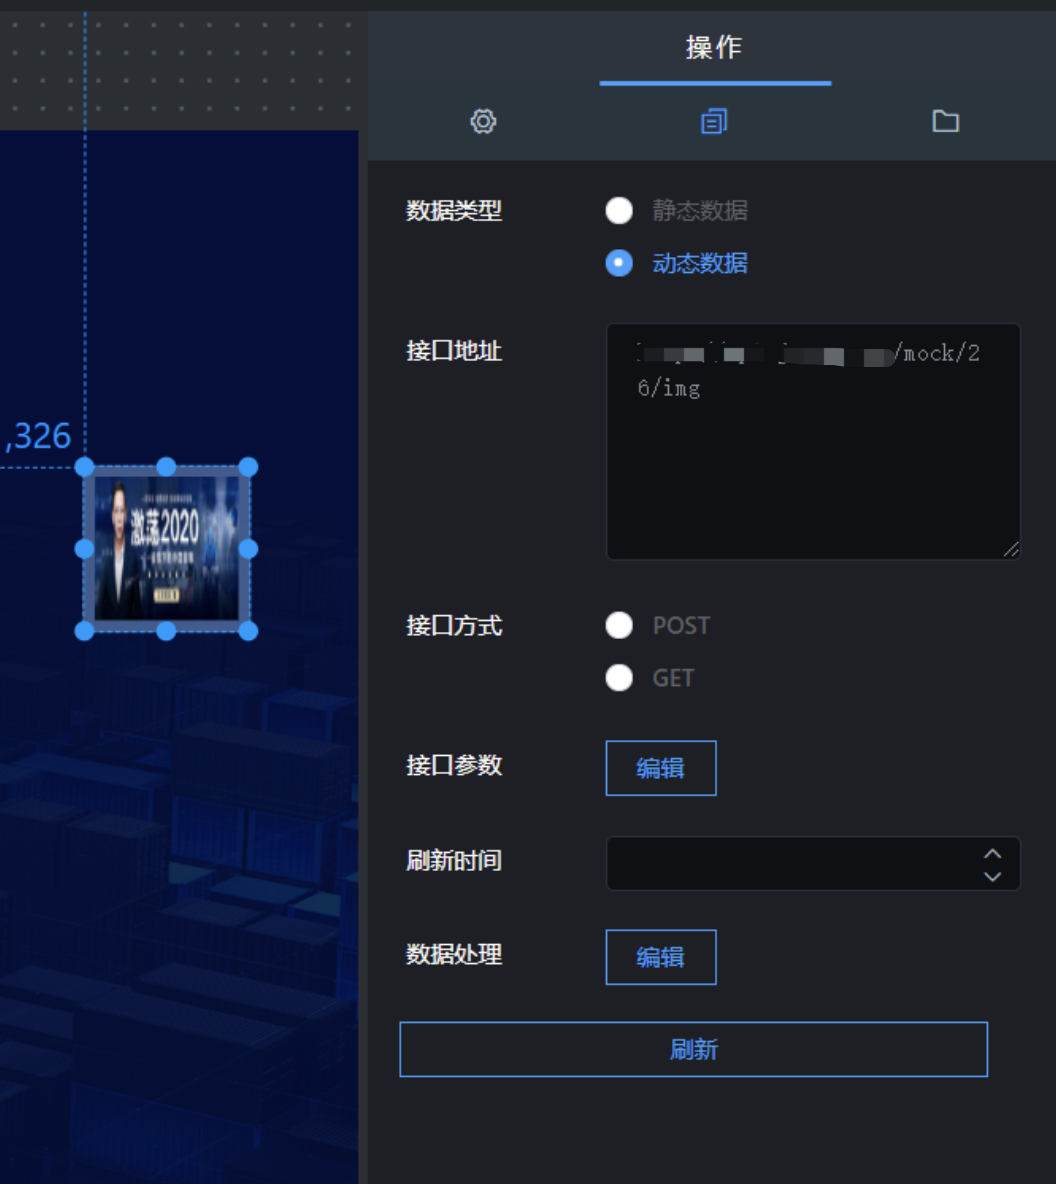 操作
数据类型
静态数据
动态数据
接口地址
/mock/2
6/img
,326
激荡2020
接口方式
POST
GET
接口参数
编辑
刷新时间
数据处理
编辑
刷新